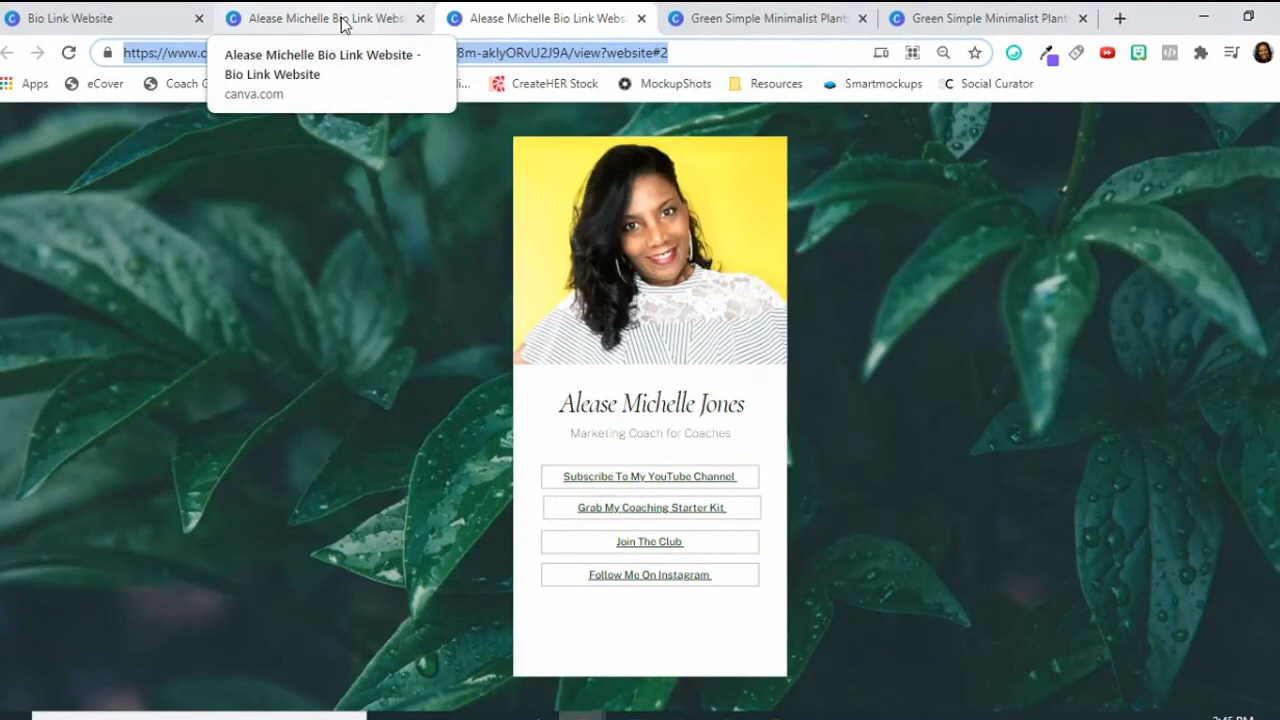 Bio Link Website
Alease Michelle Bio Link Webs
Alease Michelle Bio Link Webs
Green Simple Minimalist Plant
Green Simple Minimalist Plant
https://www.c
8m-aklyORvU2J9A/view?website#2
Alease Michelle Bio Link Website -
Bio Link Website
canva.com
Apps
eCover
Coach
li...
CreateHER Stock
MockupShots
Resources
Smartmockups
Social Curator
Alease Michelle Jones
Marketing Coach for Coaches
Subscribe To My YouTube Channel
Grab My Coaching Starter Kit
Join The Club
Follow Me On Instagram